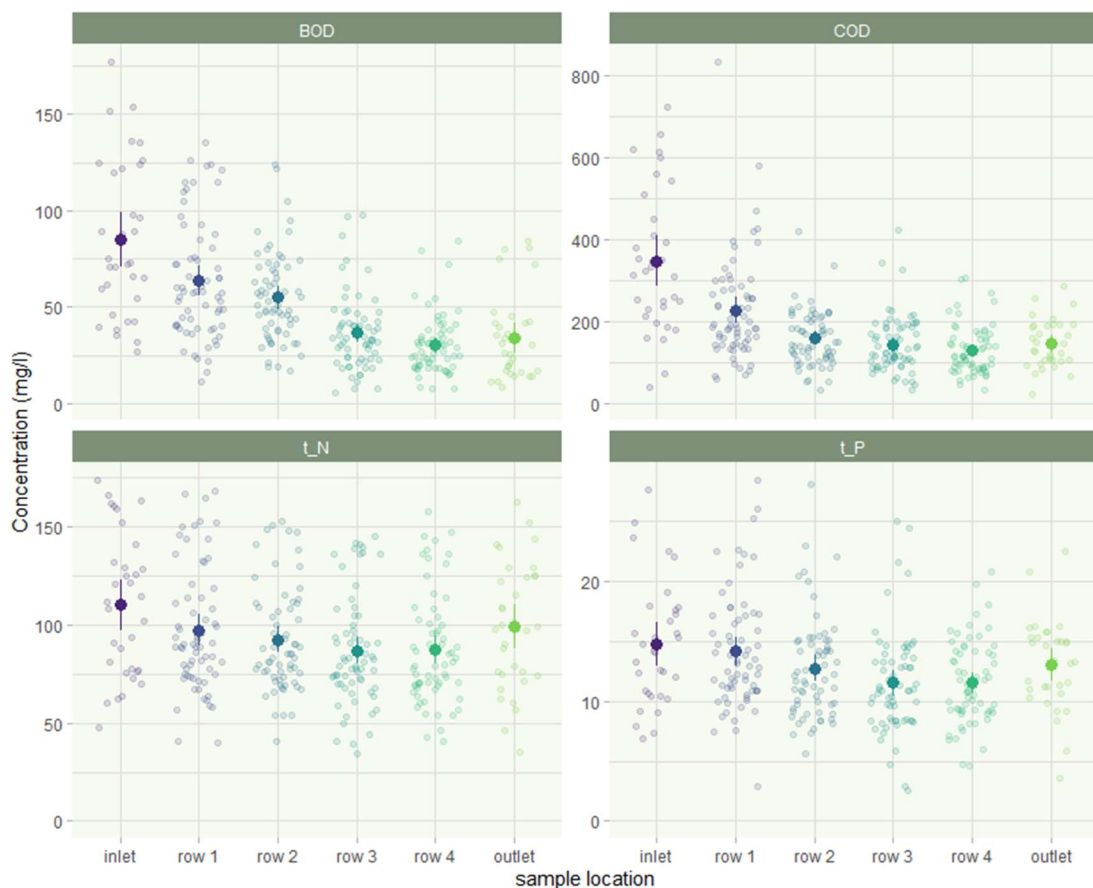 BOD
COD
150
100
50
0
800
600
400
200
0
Concentration (mg/l)
t_N
t_P
150
100
50
0
20
10
0
inlet row 1 row 2 row 3 row 4 outlet
inlet row 1 row 2 row 3 row 4 outlet
sample location